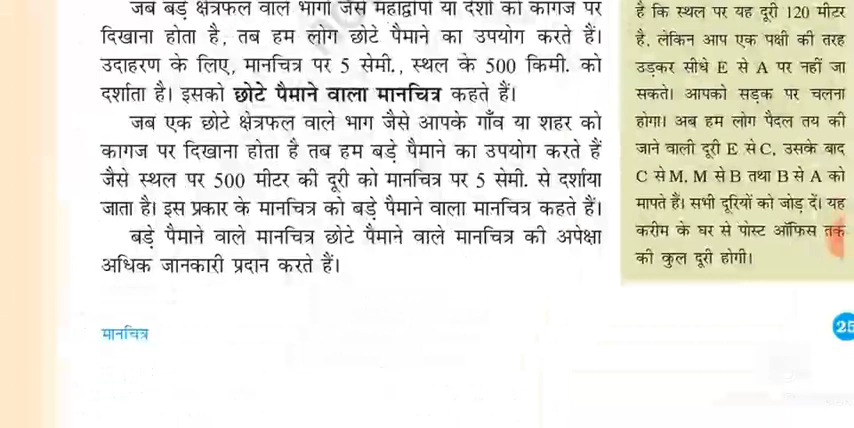 जब बड़े क्षेत्रफल वाले भागों जैसे महाद्वीपों या देशों को कागज पर
दिखाना होता है, तब हम लोग छोटे पैमाने का उपयोग करते हैं।
उदाहरण के लिए, मानचित्र पर 5 सेमी., स्थल के 500 किमी. को
दर्शाता है। इसको छोटे पैमाने वाला मानचित्र कहते हैं।
जब एक छोटे क्षेत्रफल वाले भाग जैसे आपके गाँव या शहर को
कागज पर दिखाना होता है तब हम बड़े पैमाने का उपयोग करते हैं
जैसे स्थल पर 500 मीटर की दूरी को मानचित्र पर 5 सेमी. से दर्शाया
जाता है। इस प्रकार के मानचित्र को बड़े पैमाने वाला मानचित्र कहते हैं।
बड़े पैमाने वाले मानचित्र छोटे पैमाने वाले मानचित्र की अपेक्षा
अधिक जानकारी प्रदान करते हैं।
है कि स्थल पर यह दूरी 120 मीटर
है, लेकिन आप एक पक्षी की तरह
उड़कर सीधे E से A पर नहीं जा
सकते। आपको सड़क पर चलना
होगा। अब हम लोग पैदल तय की
जाने वाली दूरी E से C, उसके बाद
C से M, M से B तथा B से A को
मापते हैं। सभी दूरियों को जोड़ दें। यह
करीम के घर से पोस्ट ऑफिस तक
की कुल दूरी होगी।
मानचित्र
25